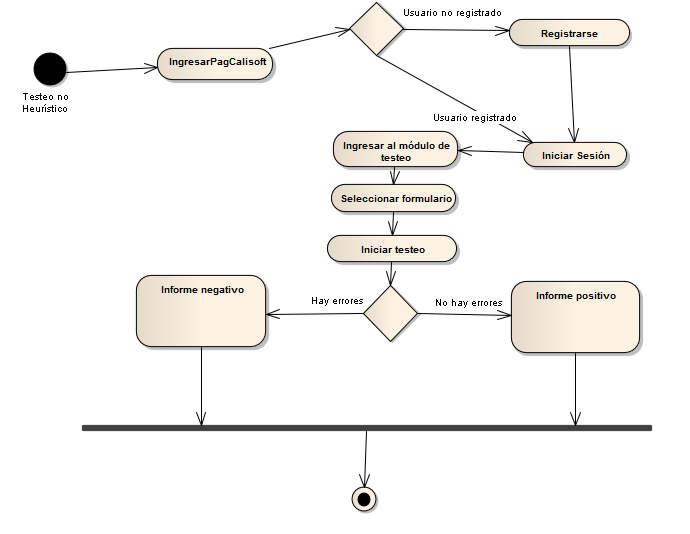 Usuario no registrado
Registrarse
IngresarPagCalisoft
Testeo no
Heurístico
Usuario registrado
Ingresar al módulo de
testeo
Iniciar Sesión
Seleccionar formulario
Iniciar testeo
Informe negativo
Hay errores
No hay errores
Informe positivo